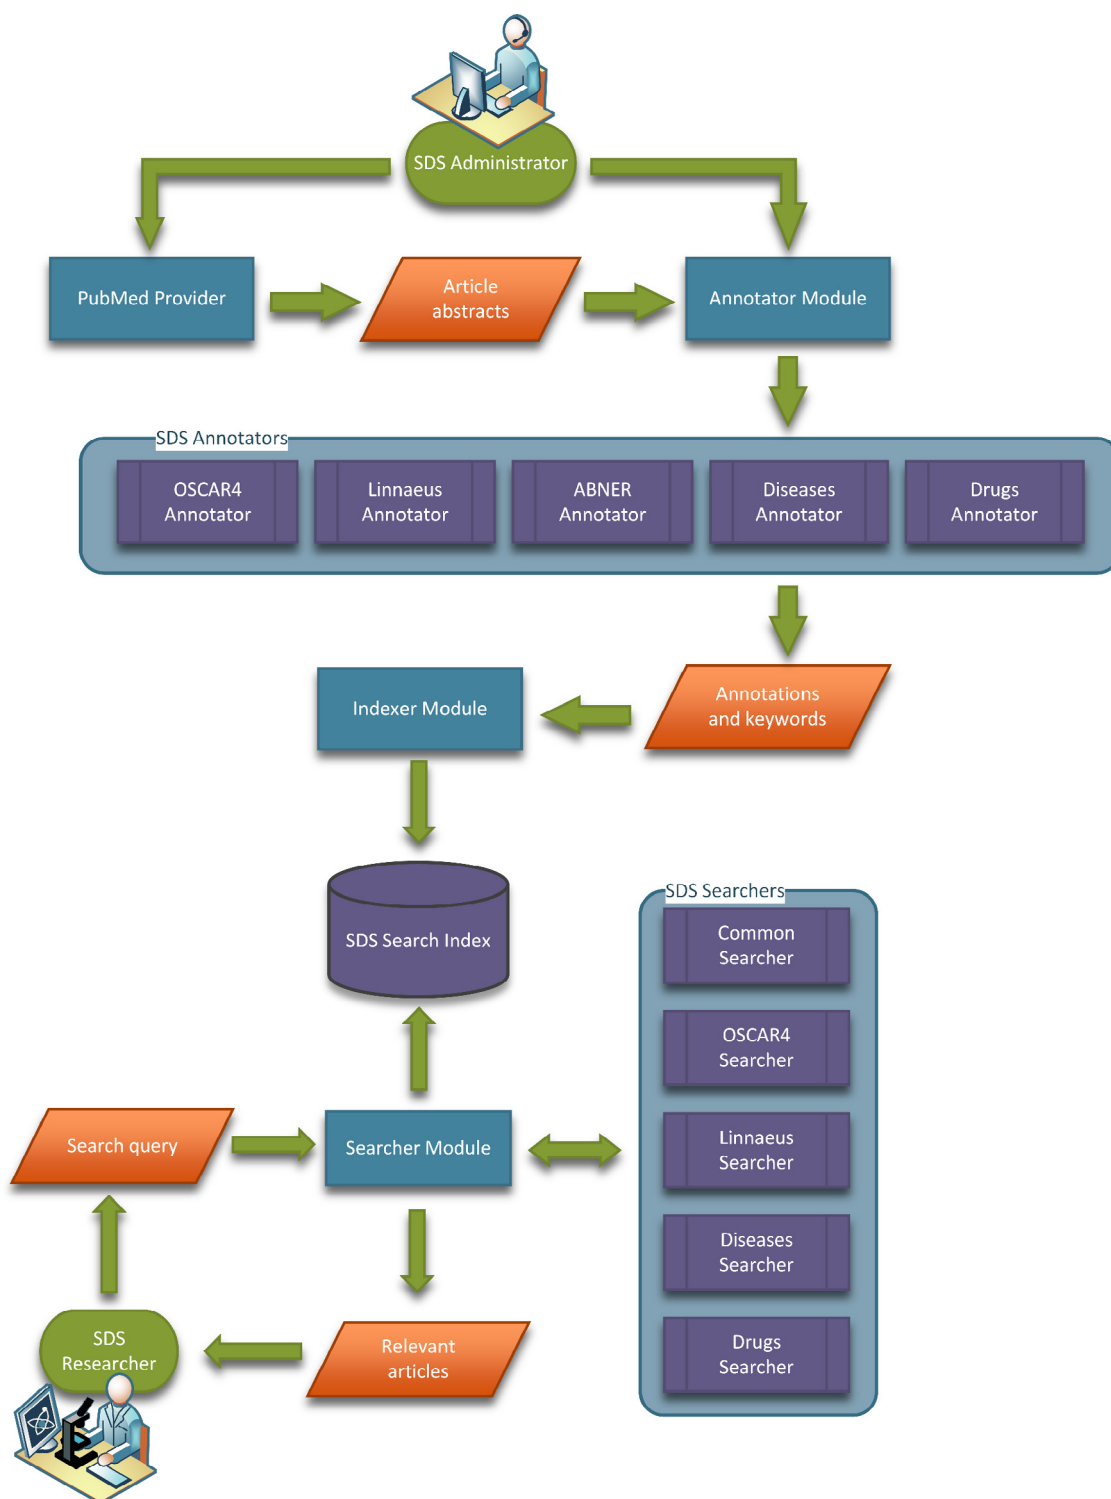 SDS Administrator
PubMed Provider
Article
abstracts
Annotator Module
SDS Annotators
OSCAR4
Annotator
Linnaeus
Annotator
ABNER
Annotator
Diseases
Annotator
Drugs
Annotator
Indexer Module
Annotations
and keywords
SDS Search Index
SDS Searchers
Common
Searcher
OSCAR4
Searcher
Linnaeus
Searcher
Diseases
Searcher
Drugs
Searcher
Search query
Searcher Module
SDS
Researcher
Relevant
articles